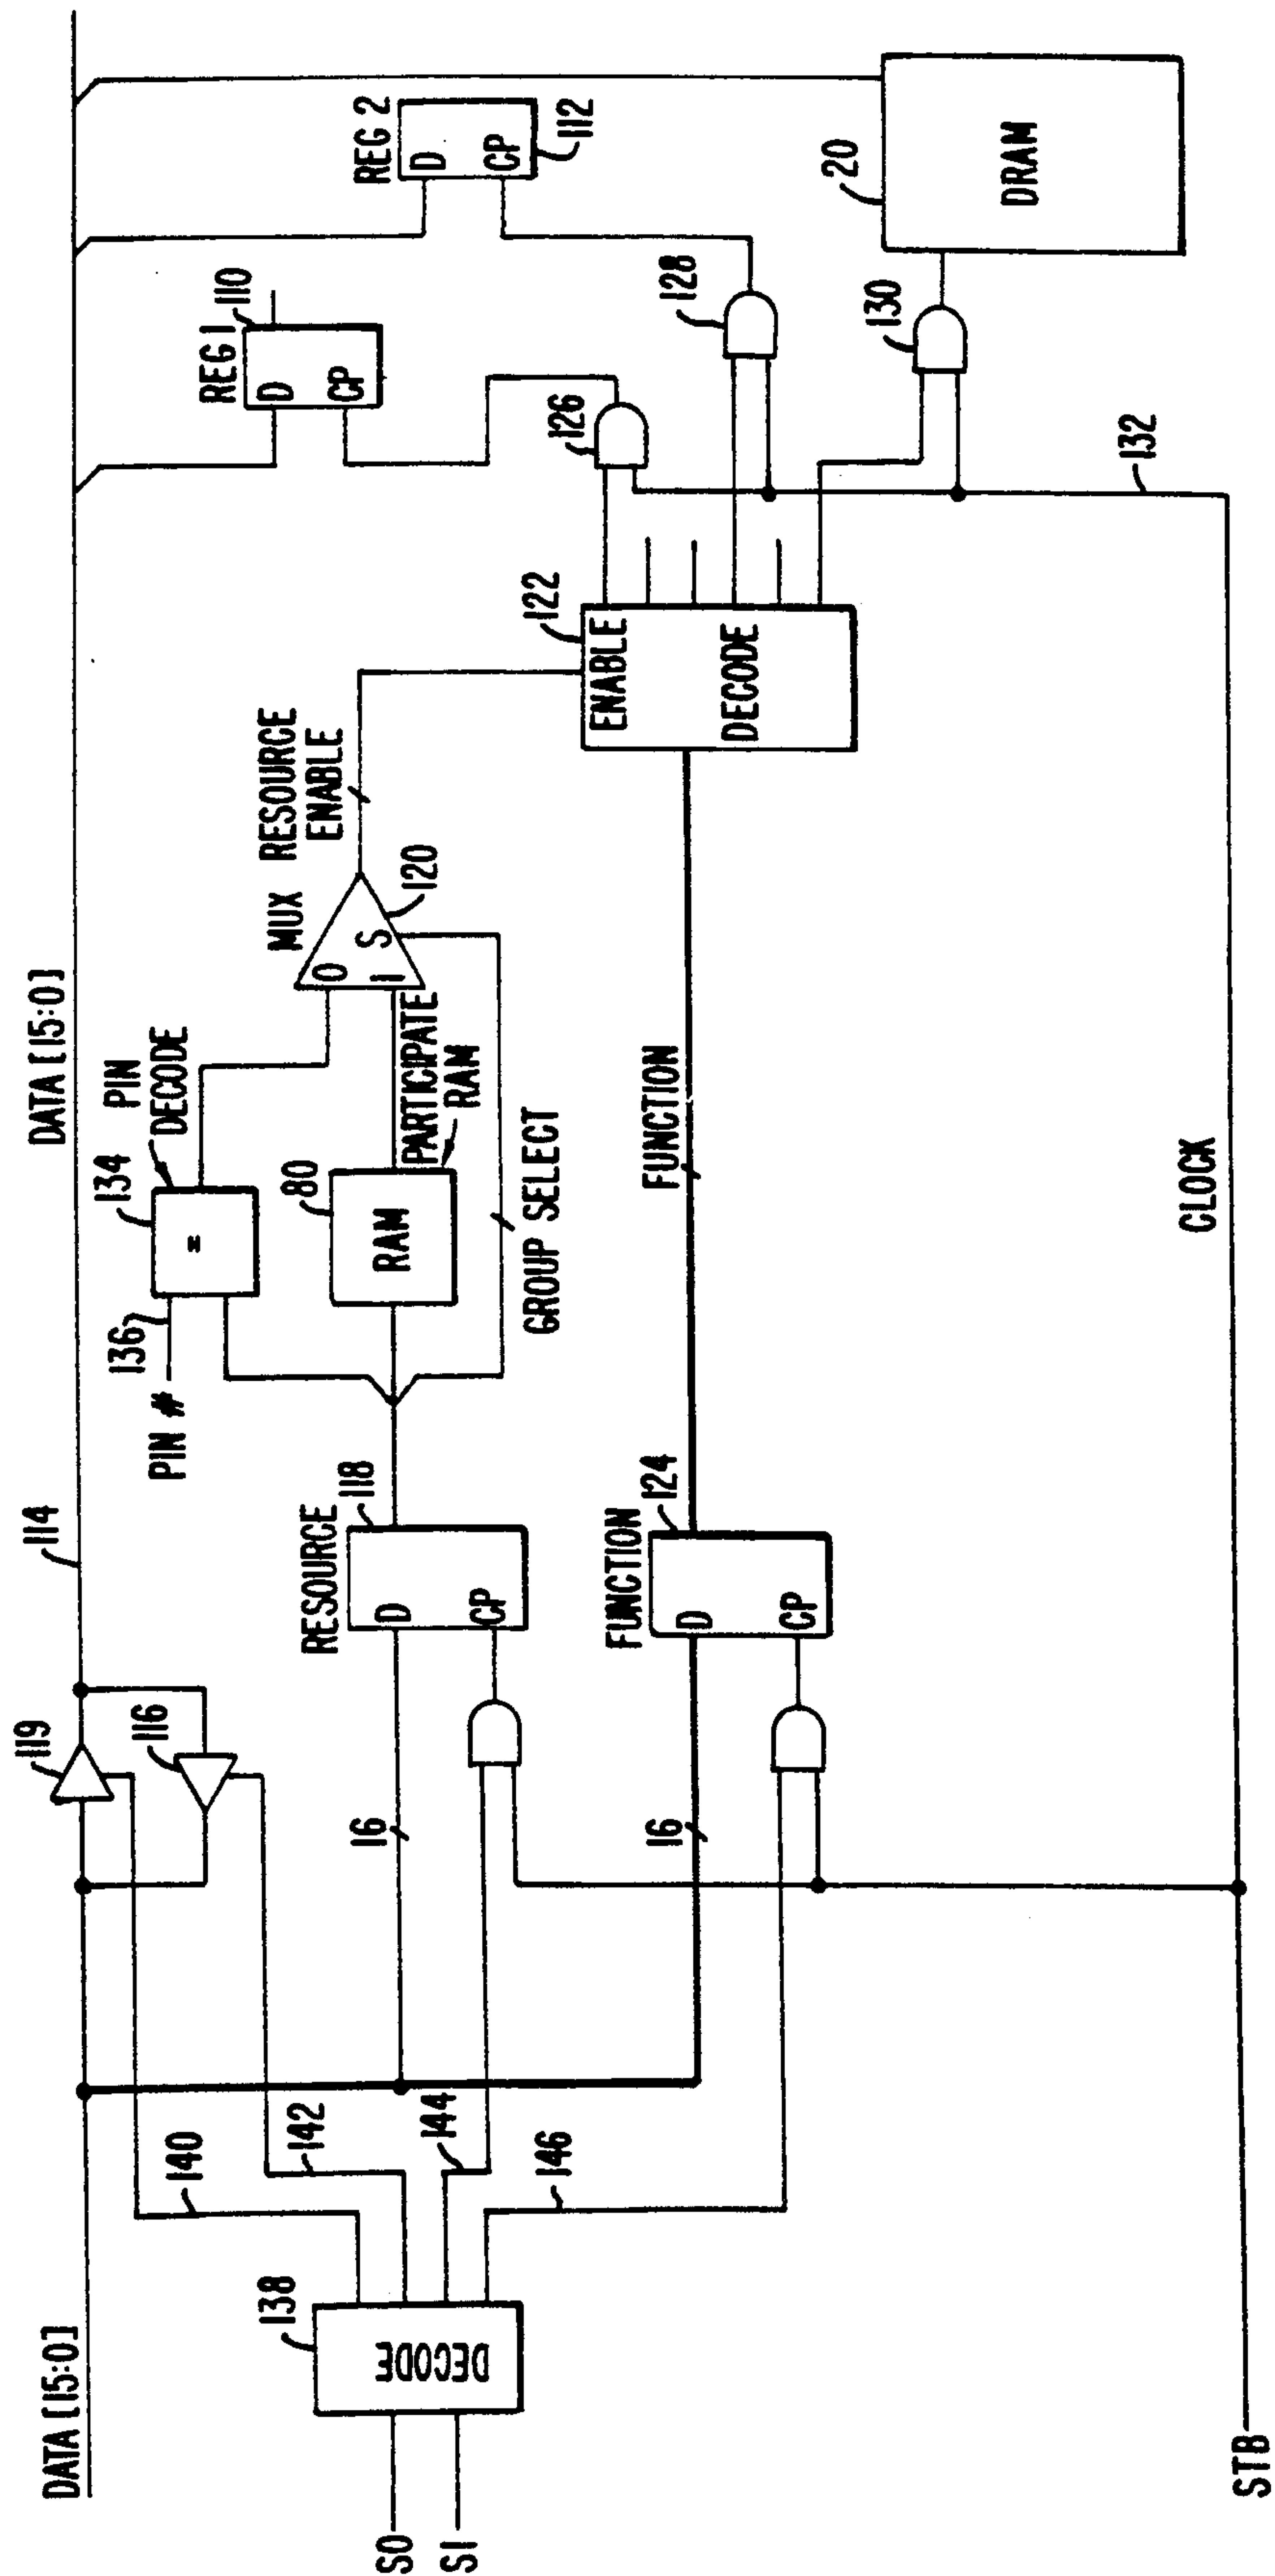 DATA [15:0]
S0
S1
138
DECODE
140
142
144
146
119
116
114
DATA [15:0]
16
16
RESOURCE
118
D
CP
FUNCTION
124
D
CP
PIN #
136
134
=
PIN
DECODE
80
RAM
PARTICIPATE
RAM
GROUP SELECT
MUX
0
1
S
120
RESOURCE
ENABLE
FUNCTION
122
ENABLE
DECODE
126
128
130
REG 1
110
D
CP
REG 2
112
D
CP
20
DRAM
132
CLOCK
STB